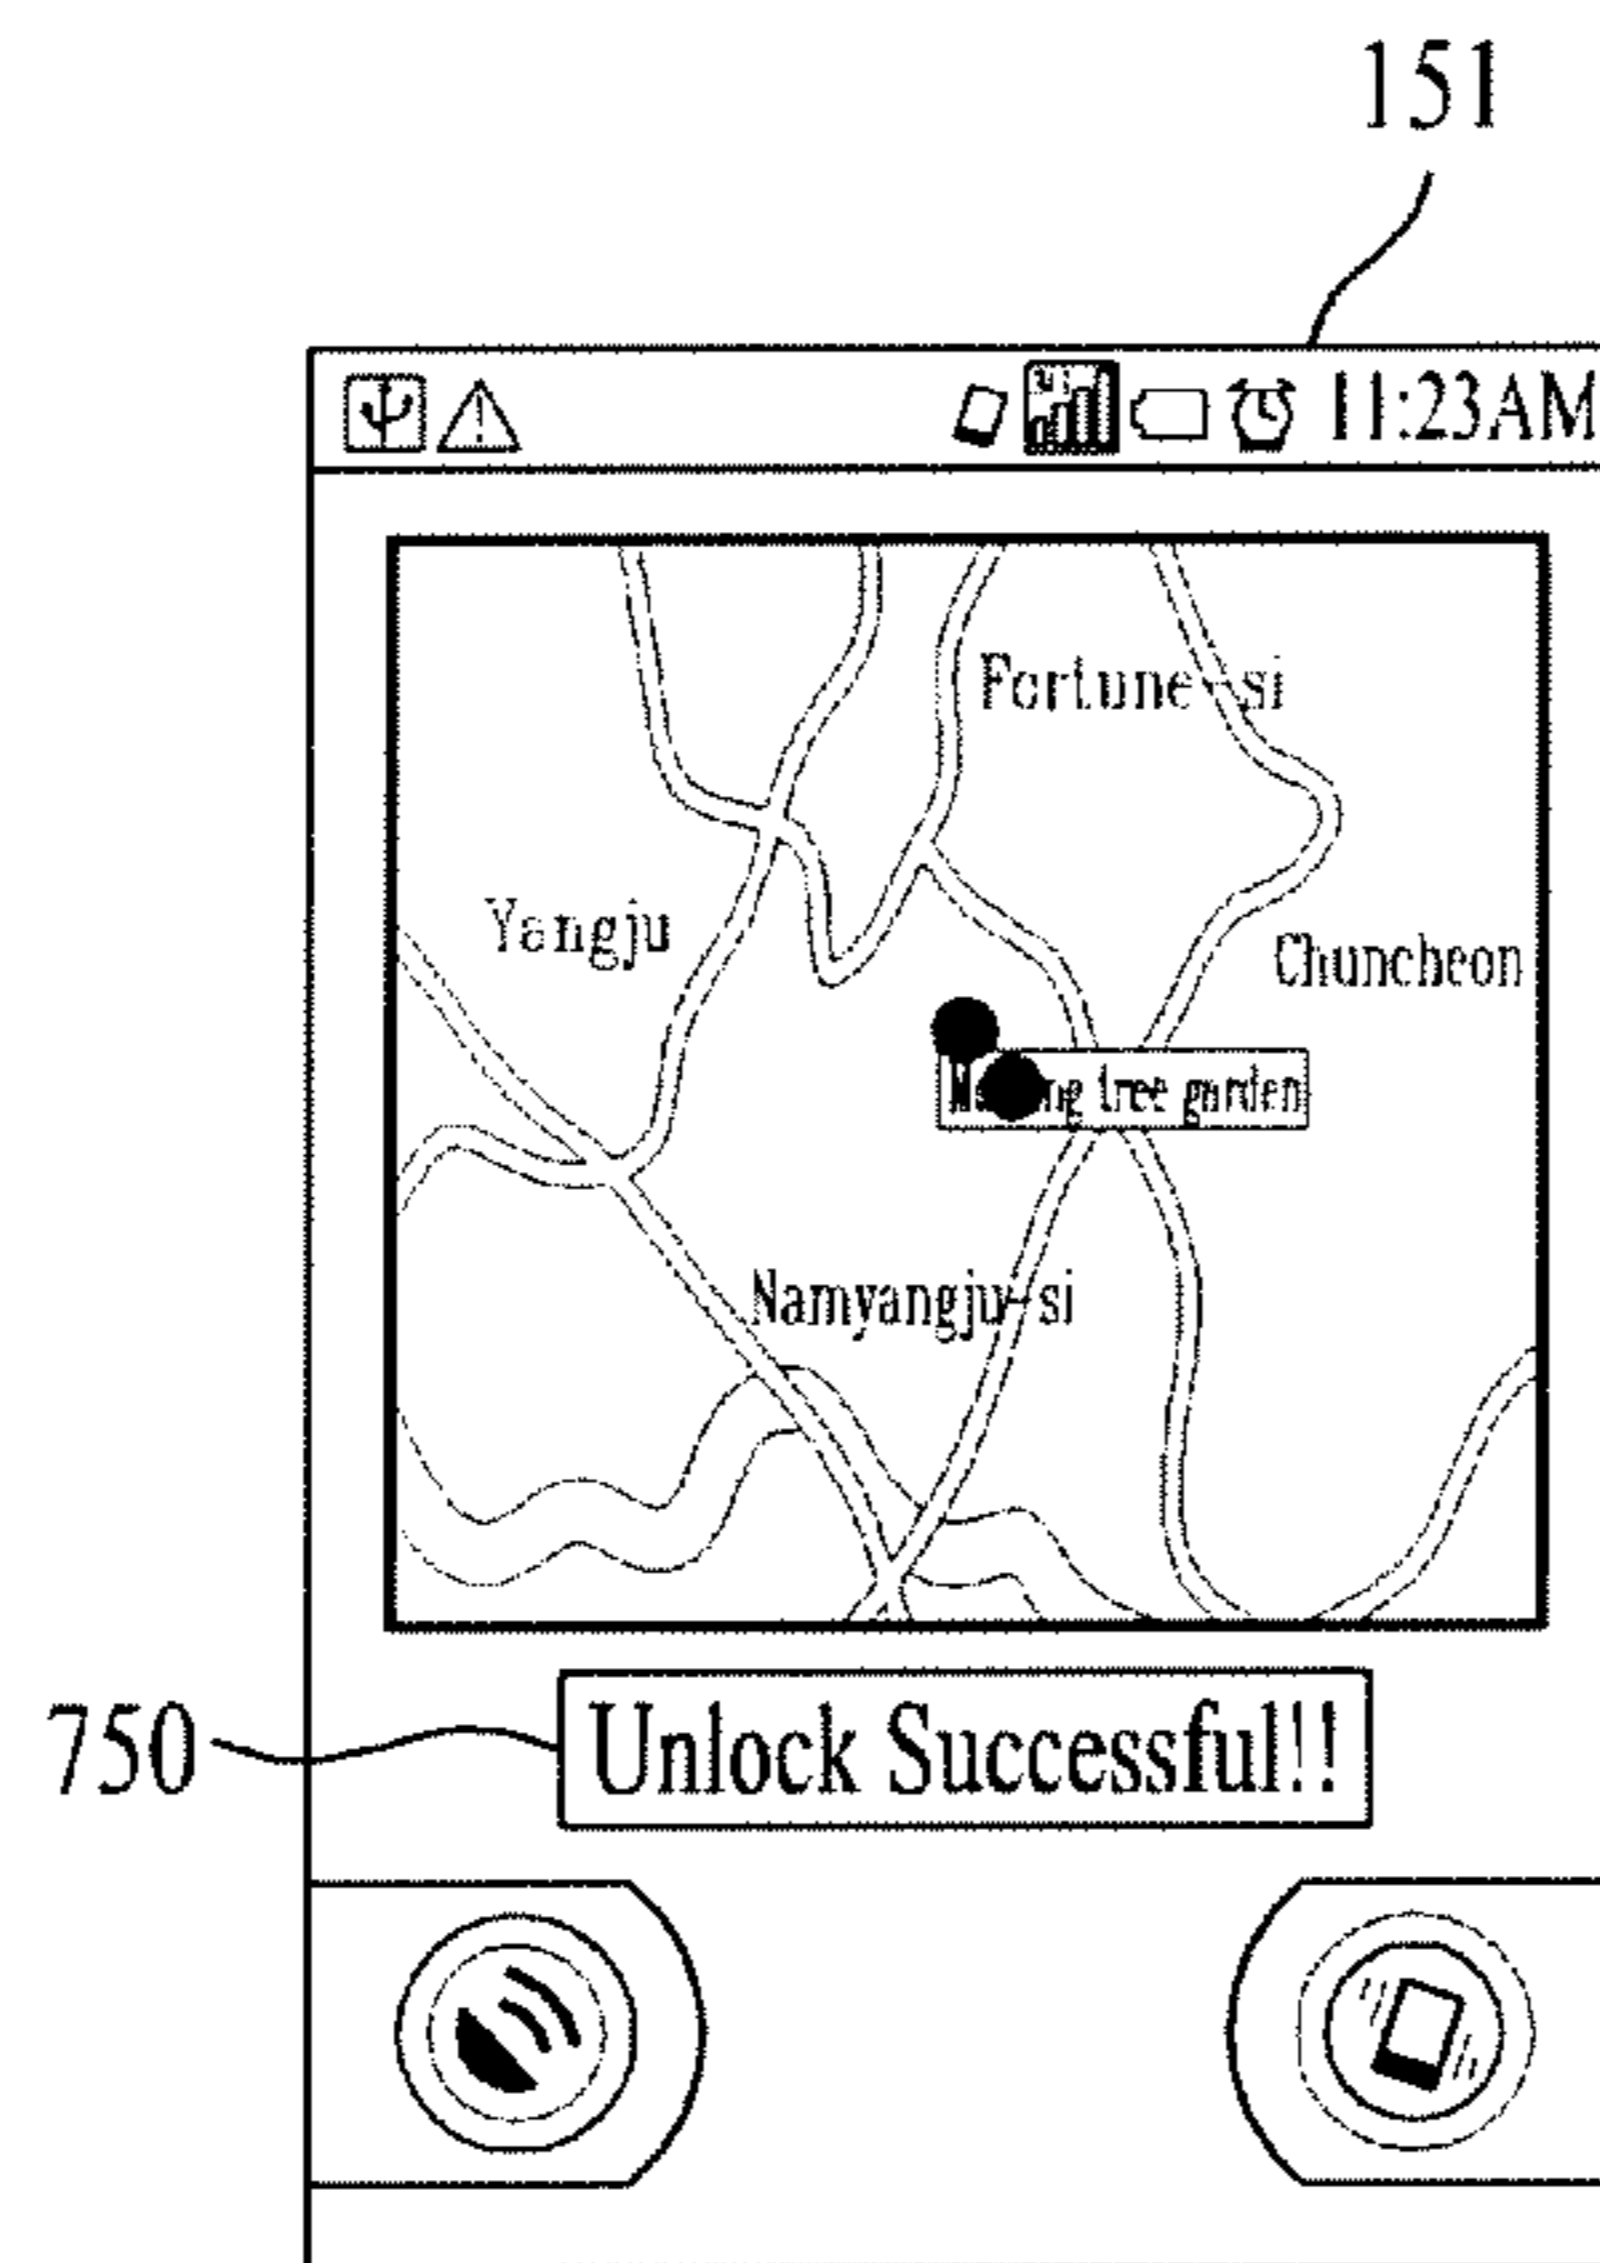 151
11:23AM
Fortune-si
Yangju
Chuncheon
tree garden
Namyangju-si
750
Unlock Successful!!